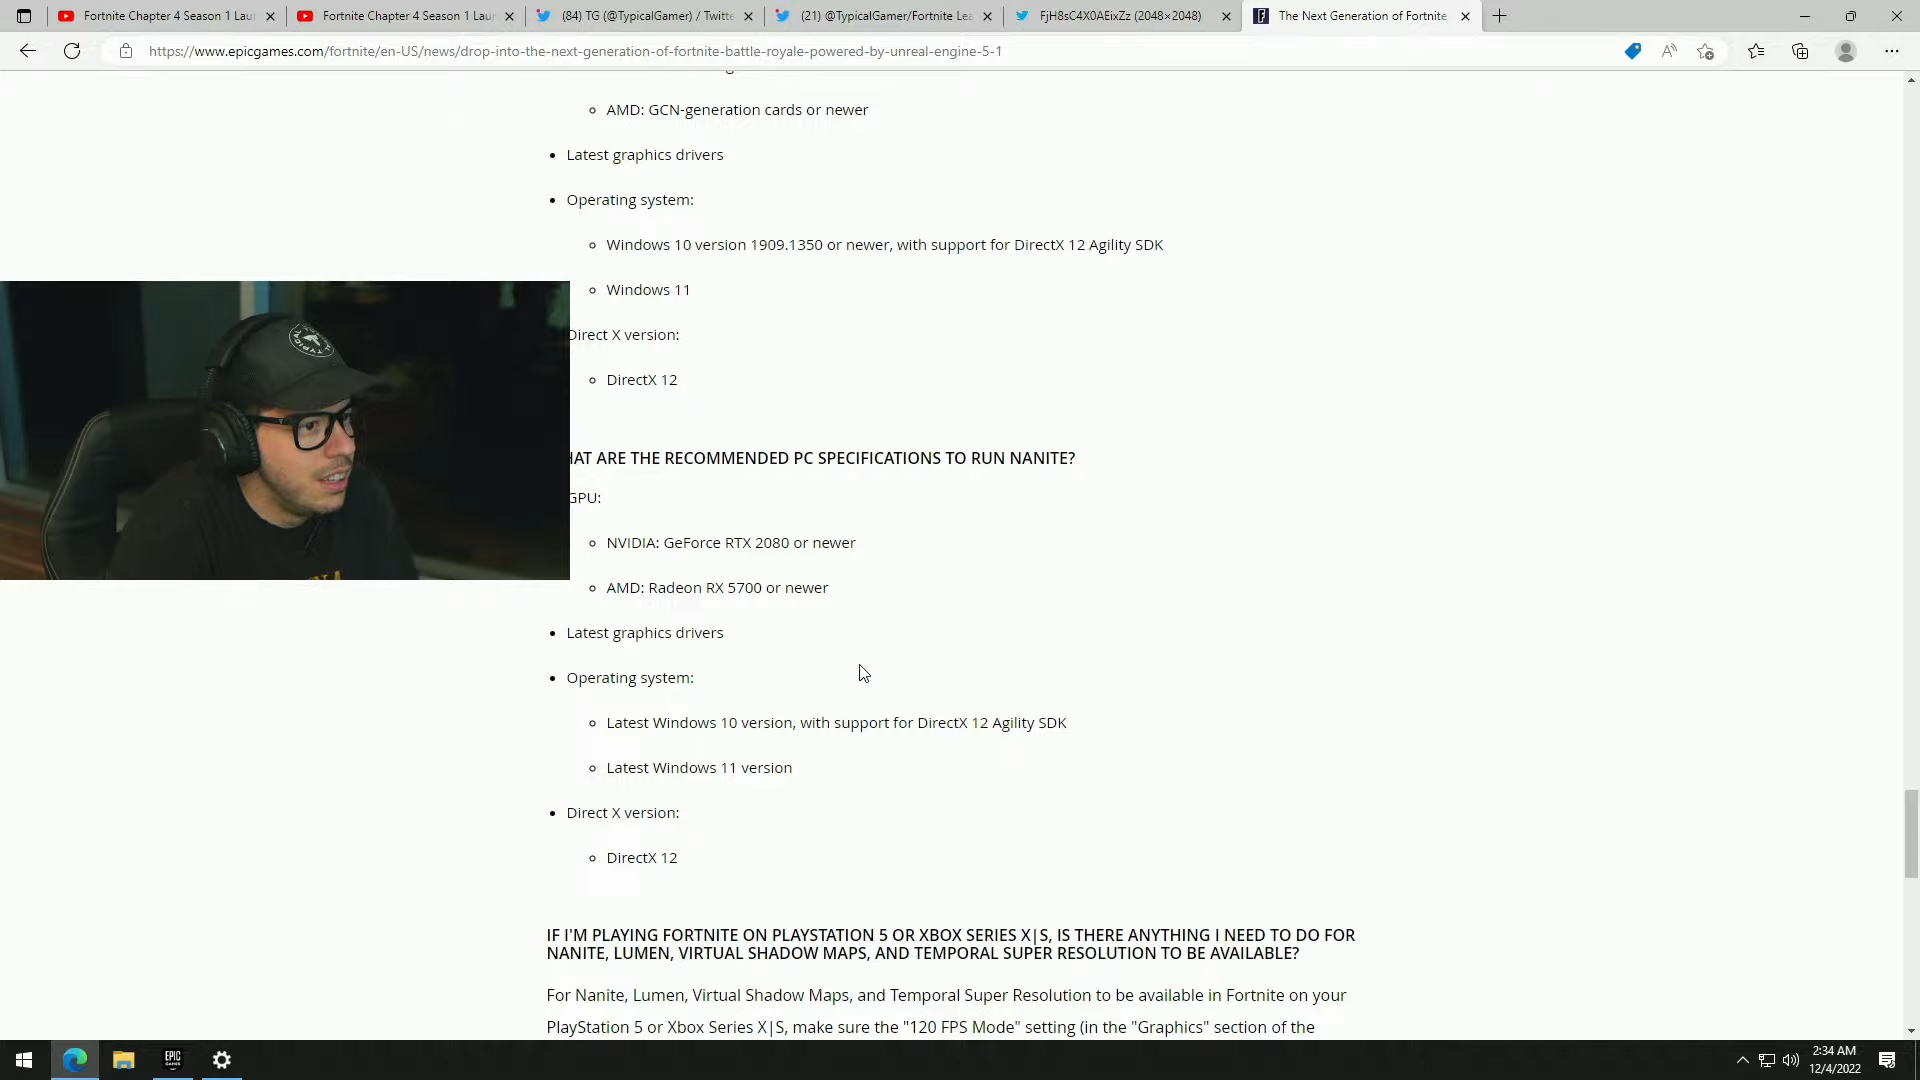 Fortnite Chapter 4 Season 1 Lau
Fortnite Chapter 4 Season 1 Lau
(84) TG (@TypicalGamer) / Twitte
(21) @TypicalGamer/Fortnite Lea
FjH8sC4X0AEixZz (2048×2048)
The Next Generation of Fortnite
https://www.epicgames.com/fortnite/en-US/news/drop-into-the-next-generation-of-fortnite-battle-royale-powered-by-unreal-engine-5-1
AMD: GCN-generation cards or newer
Latest graphics drivers
Operating system:
Windows 10 version 1909.1350 or newer, with support for DirectX 12 Agility SDK
Windows 11
Direct X version:
DirectX 12
HAT ARE THE RECOMMENDED PC SPECIFICATIONS TO RUN NANITE?
GPU:
NVIDIA: GeForce RTX 2080 or newer
AMD: Radeon RX 5700 or newer
Latest graphics drivers
Operating system:
Latest Windows 10 version, with support for DirectX 12 Agility SDK
Latest Windows 11 version
Direct X version:
DirectX 12
IF I'M PLAYING FORTNITE ON PLAYSTATION 5 OR XBOX SERIES X|S, IS THERE ANYTHING I NEED TO DO FOR
NANITE, LUMEN, VIRTUAL SHADOW MAPS, AND TEMPORAL SUPER RESOLUTION TO BE AVAILABLE?
For Nanite, Lumen, Virtual Shadow Maps, and Temporal Super Resolution to be available in Fortnite on your
PlayStation 5 or Xbox Series X|S, make sure the "120 FPS Mode" setting (in the "Graphics" section of the
EPIC
GAMES
2:34 AM
12/4/2022